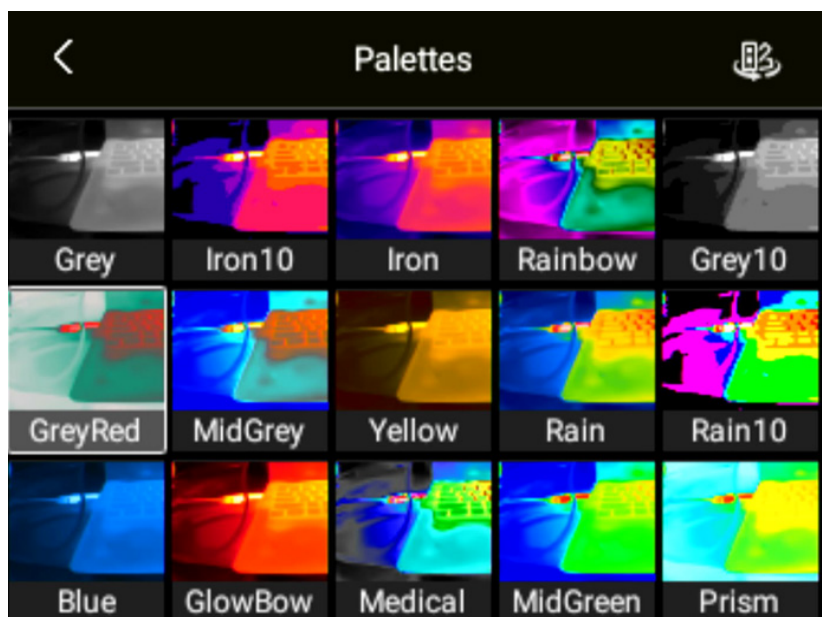 Palettes
Grey Iron10 Iron Rainbow Grey10
GreyRed MidGrey Yellow Rain Rain10
Blue GlowBow Medical MidGreen Prism